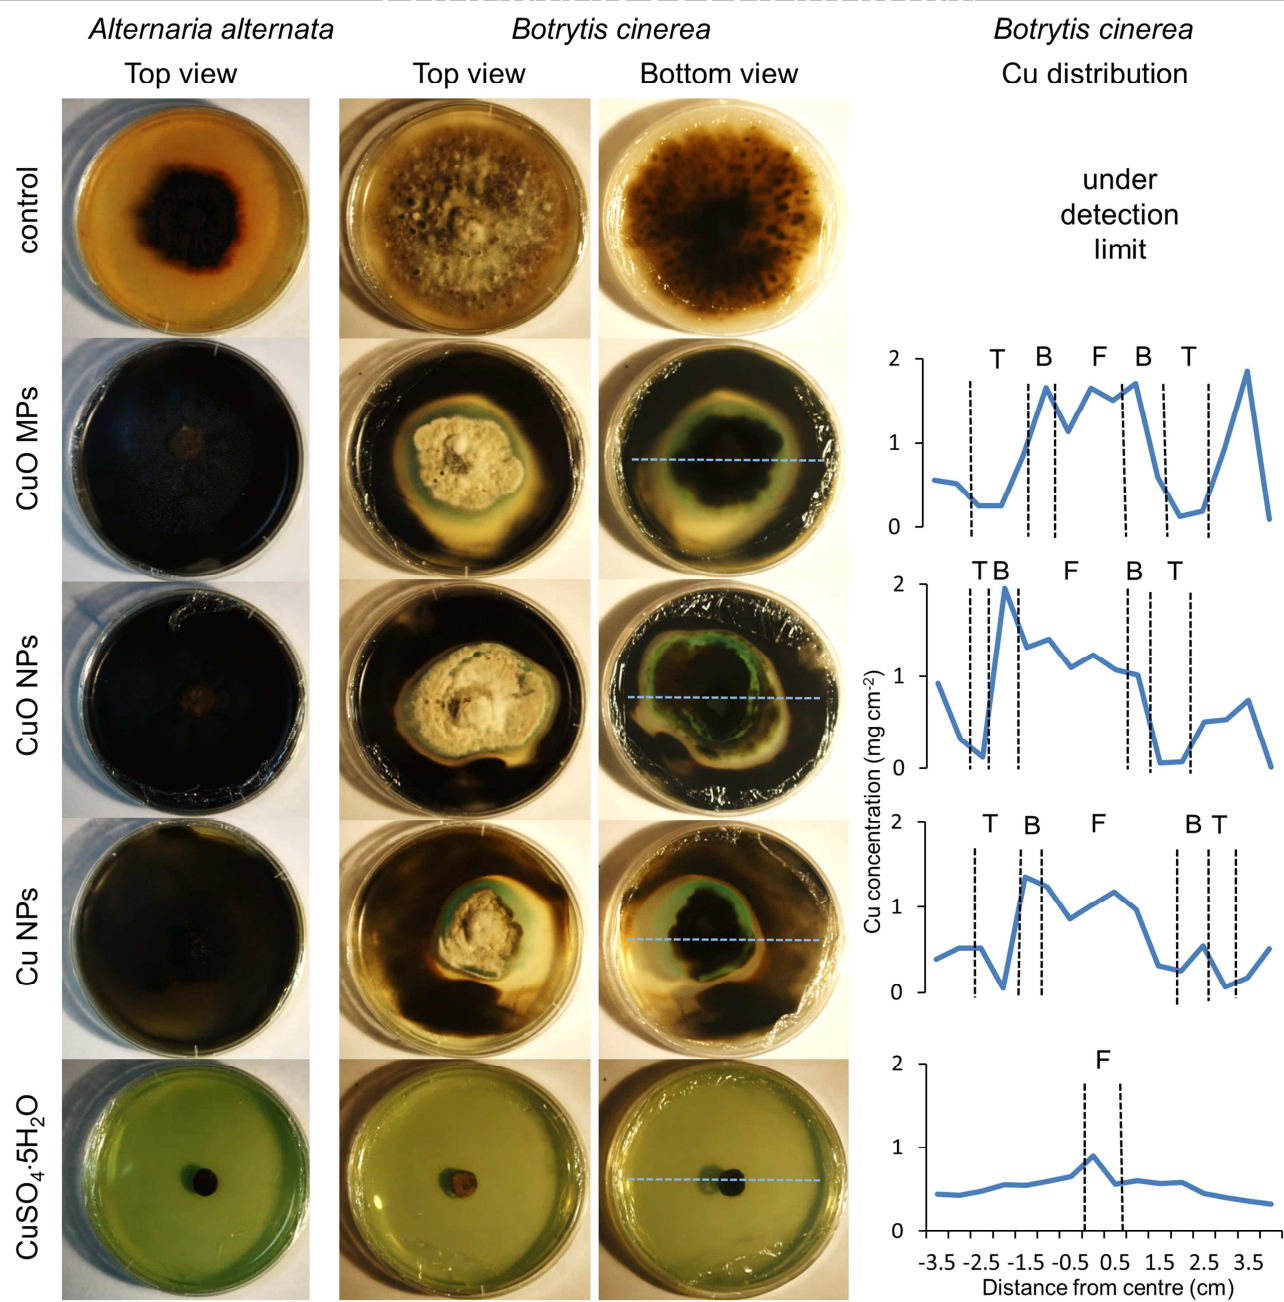 Alternaria alternata
Botrytis cinerea
Botrytis cinerea
Top view
Top view
Bottom view
Cu distribution
control
under
detection
limit
CuO MPs
2
1
0
T B F B T
CuO NPs
2
1
0
T B F B T
Cu concentration (mg cm-2)
Cu NPs
2
1
0
T B F B T
CuSO4.5H2O
2
1
0
F
-3.5 -2.5 -1.5 -0.5 0.5 1.5 2.5 3.5
Distance from centre (cm)